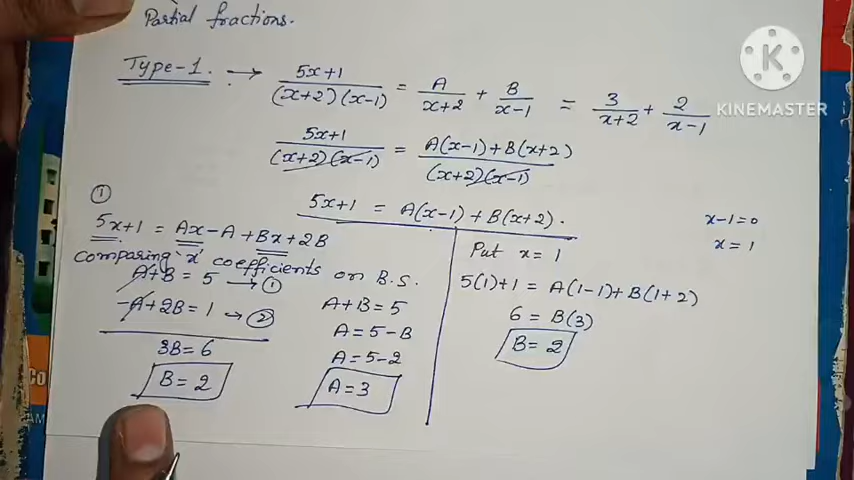 Partial fractions.
Type-1. → 5x+1 / (x+2)(x-1) = A / x+2 + B / x-1 = 3 / x+2 + 2 / x-1
5x+1 / (x+2)(x-1) = A(x-1)+B(x+2) / (x+2)(x-1)
5x+1 = A(x-1)+B(x+2).
①
5x+1 = Ax-A+Bx+2B
comparing 'x' coefficients on B.S.
A+B = 5 → ①
-A+2B = 1 → ②
3B = 6
B = 2
A+B = 5
A = 5-B
A = 5-2
A = 3
Put x = 1
5(1)+1 = A(1-1)+B(1+2)
6 = B(3)
B = 2
x-1=0
x = 1
K
KINEMASTER